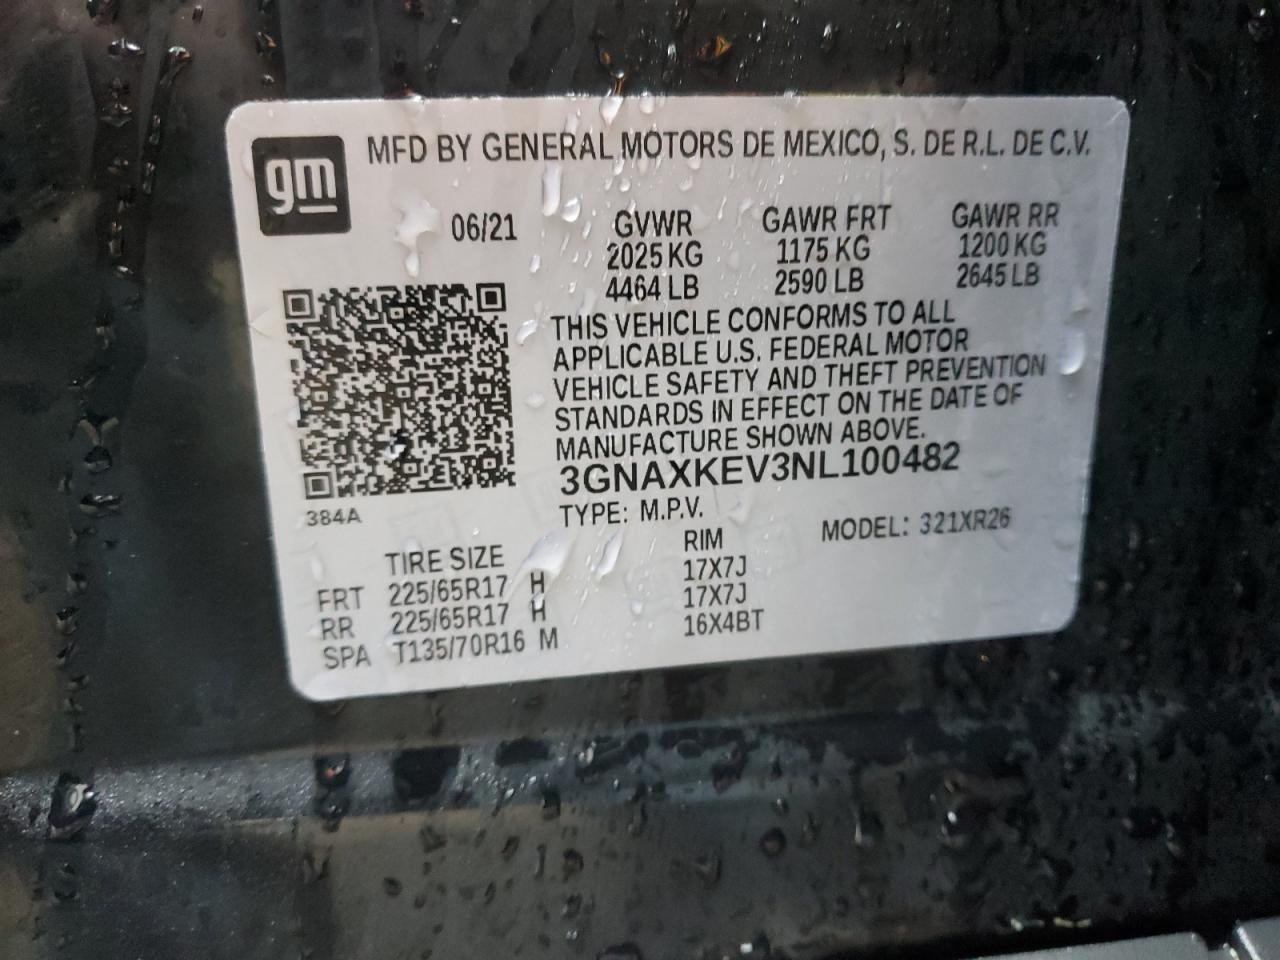 gm
MFD BY GENERAL MOTORS DE MEXICO, S. DE R.L. DE C.V.
06/21 GVWR GAWR FRT GAWR RR
2025 KG 1175 KG 1200 KG
4464 LB 2590 LB 2645 LB
THIS VEHICLE CONFORMS TO ALL
APPLICABLE U.S. FEDERAL MOTOR
VEHICLE SAFETY AND THEFT PREVENTION
STANDARDS IN EFFECT ON THE DATE OF
MANUFACTURE SHOWN ABOVE.
3GNAXKEV3NL100482
384A
TYPE: M.P.V. MODEL: 321XR26
TIRE SIZE RIM
FRT 225/65R17 H 17X7J
RR 225/65R17 H 17X7J
SPA T135/70R16 M 16X4BT